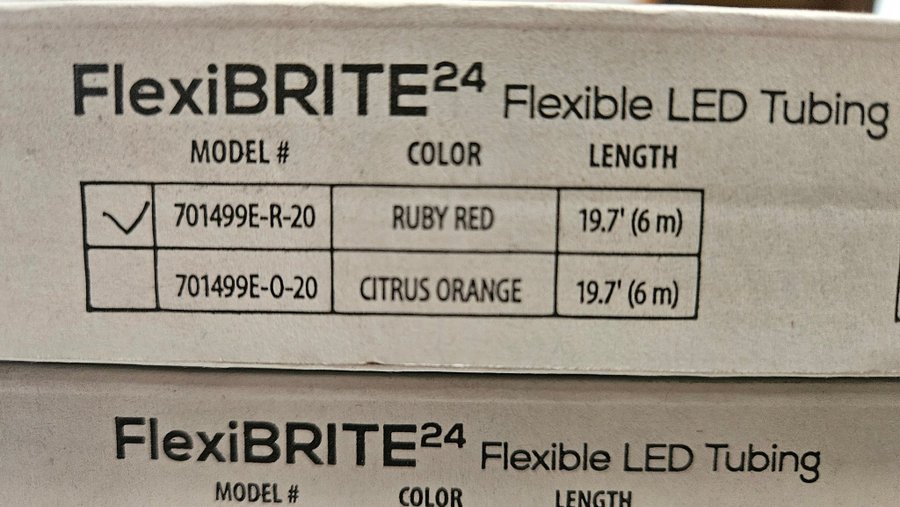 FlexiBRITE²⁴ Flexible LED Tubing
MODEL # COLOR LENGTH
701499E-R-20 RUBY RED 19.7' (6 m)
701499E-O-20 CITRUS ORANGE 19.7' (6 m)
FlexiBRITE²⁴ Flexible LED Tubing
MODEL # COLOR LENGTH